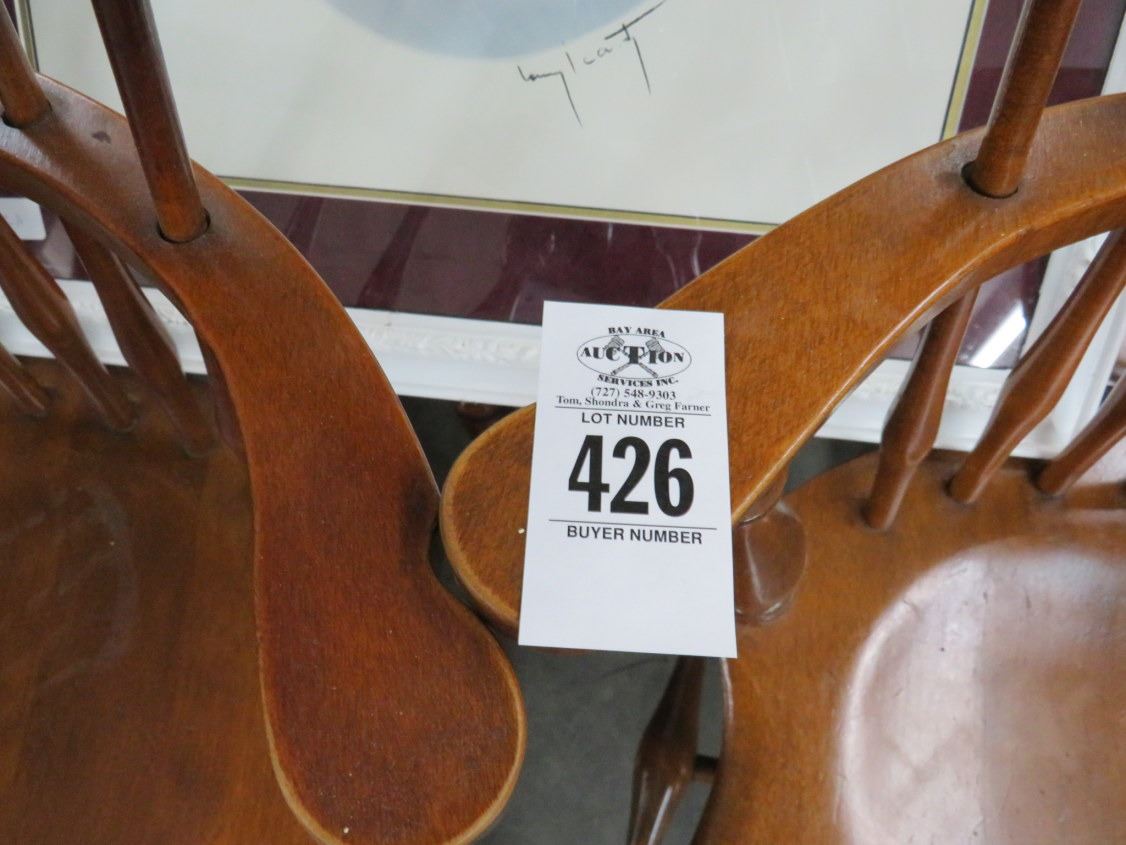 BAY AREA
AUCTION
SERVICES INC.
(727) 548-9303
Tom, Shondra & Greg Farner
LOT NUMBER
426
BUYER NUMBER